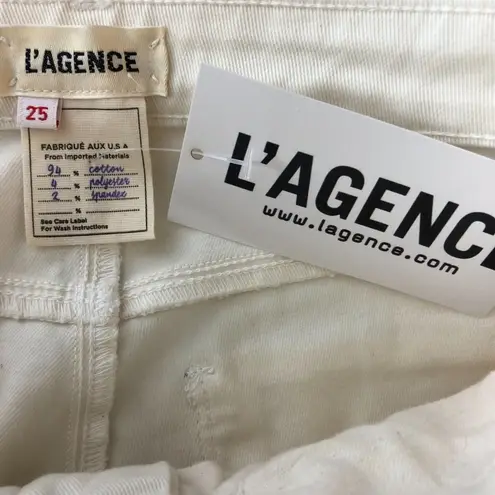 L'AGENCE
25
FABRIQUÉ AUX U.S.A
From Imported Materials
94 % cotton
4 % polyester
2 % spandex
%
See Care Label
For Wash Instructions
L'AGENC
www.lagence.com